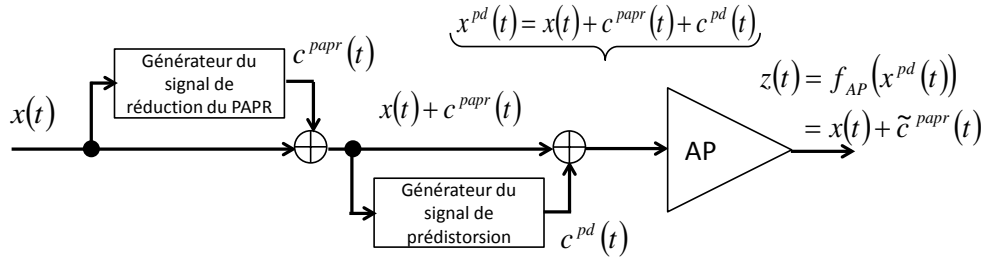 x^{pd}(t) = x(t) + c^{papr}(t) + c^{pd}(t)
Générateur du
signal de
réduction du PAPR
c^{papr}(t)
x(t)
x(t) + c^{papr}(t)
z(t) = f_{AP}(x^{pd}(t))
= x(t) + \tilde{c}^{papr}(t)
AP
Générateur du
signal de
prédistorsion
c^{pd}(t)